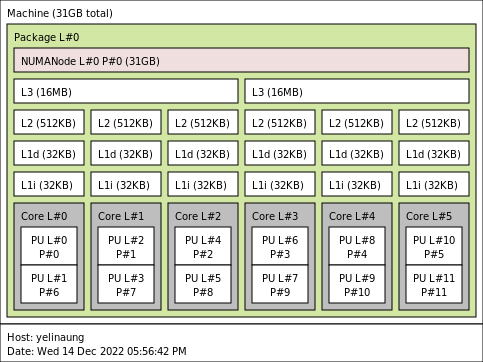 Machine (31GB total)
Package L#0
NUMANode L#0 P#0 (31GB)
L3 (16MB) L3 (16MB)
L2 (512KB) L2 (512KB) L2 (512KB) L2 (512KB) L2 (512KB) L2 (512KB)
L1d (32KB) L1d (32KB) L1d (32KB) L1d (32KB) L1d (32KB) L1d (32KB)
L1i (32KB) L1i (32KB) L1i (32KB) L1i (32KB) L1i (32KB) L1i (32KB)
Core L#0 Core L#1 Core L#2 Core L#3 Core L#4 Core L#5
PU L#0 PU L#2 PU L#4 PU L#6 PU L#8 PU L#10
P#0 P#1 P#2 P#3 P#4 P#5
PU L#1 PU L#3 PU L#5 PU L#7 PU L#9 PU L#11
P#6 P#7 P#8 P#9 P#10 P#11
Host: yelinaung
Date: Wed 14 Dec 2022 05:56:42 PM